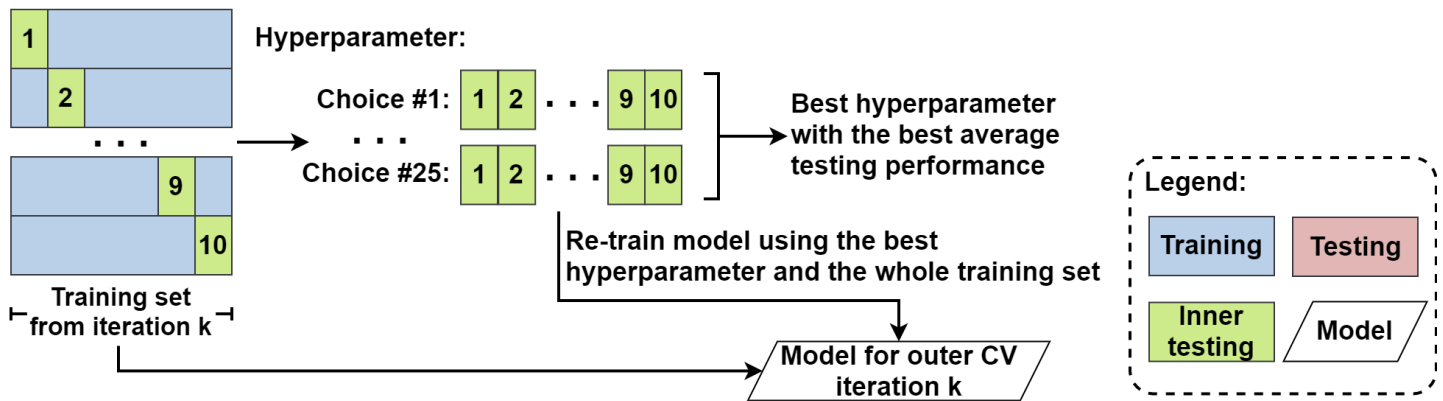 1
Hyperparameter:
2
Choice #1: 1 2 . . . 9 10
. . .
. . .
Choice #25: 1 2 . . . 9 10
Best hyperparameter
with the best average
testing performance
9
10
Re-train model using the best
hyperparameter and the whole training set
Training set
from iteration k
Model for outer CV
iteration k
Legend:
Training
Testing
Inner
testing
Model